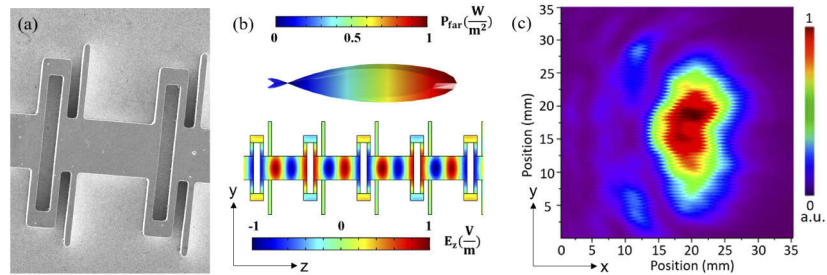 (a)
(b)
P_far(W/m²)
0 0.5 1
y
z
-1 0 1
E_z(V/m)
(c)
35
30
25
20
15
10
5
Position (mm)
y
x
0 5 10 15 20 25 30 35
Position (mm)
1
0
a.u.